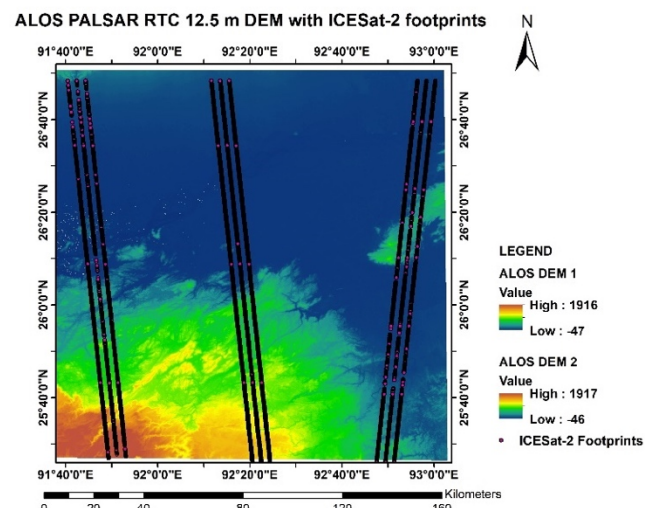 ALOS PALSAR RTC 12.5 m DEM with ICESat-2 footprints
N
91°40'0"E 92°0'0"E 92°20'0"E 92°40'0"E 93°0'0"E
26°40'0"N
26°40'0"N
26°20'0"N
26°20'0"N
26°0'0"N
26°0'0"N
25°40'0"N
25°40'0"N
91°40'0"E 92°0'0"E 92°20'0"E 92°40'0"E 93°0'0"E
LEGEND
ALOS DEM 1
Value
High : 1916
Low : -47
ALOS DEM 2
Value
High : 1917
Low : -46
ICESat-2 Footprints
Kilometers
0 20 40 80 120 160